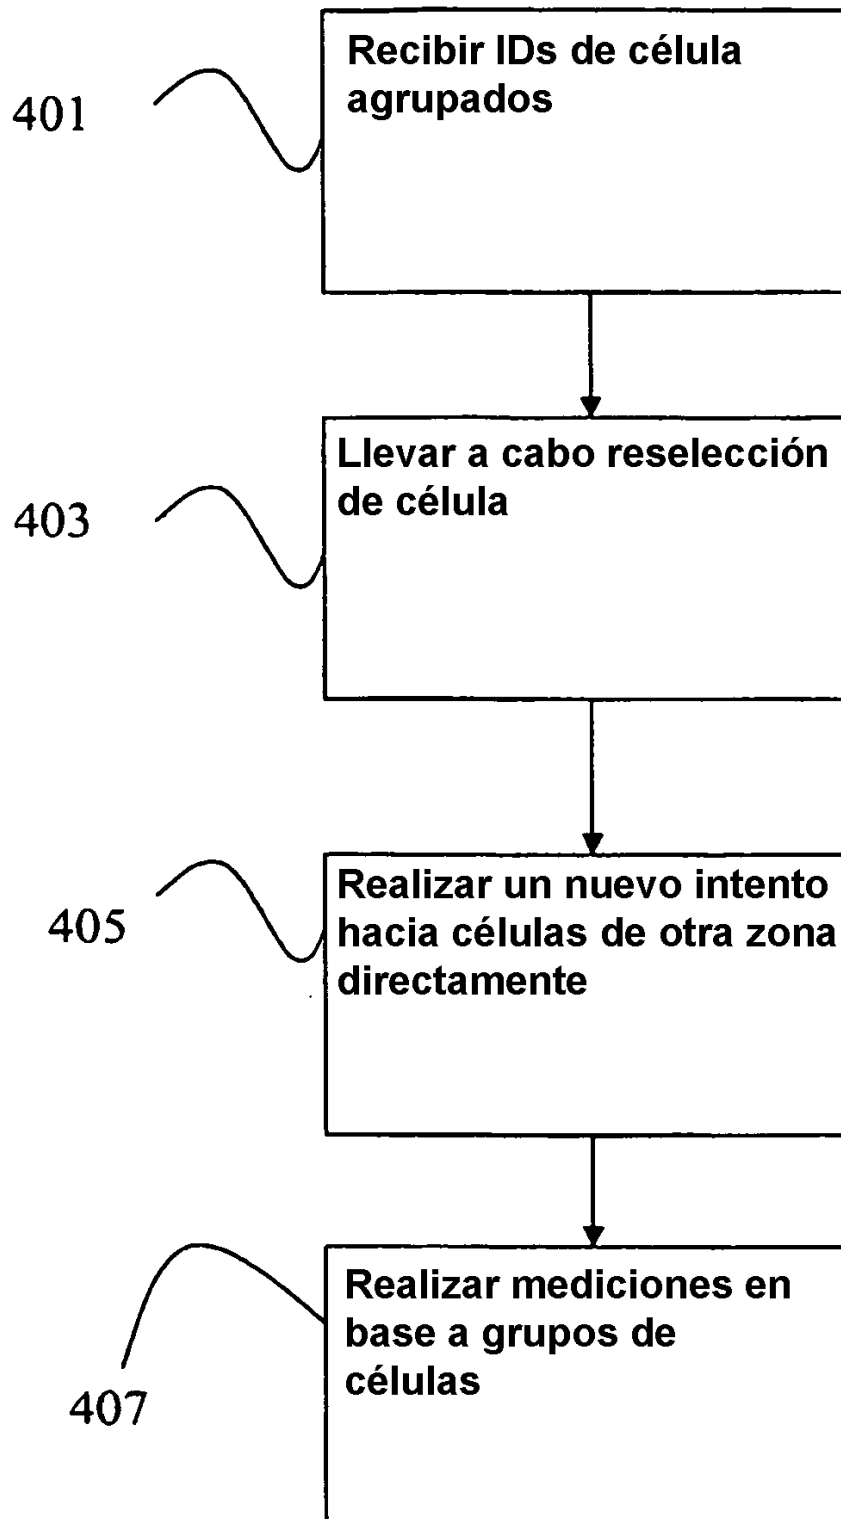 Recibir IDs de célula
agrupados
401
Llevar a cabo reselección
de célula
403
Realizar un nuevo intento
hacia células de otra zona
directamente
405
Realizar mediciones en
base a grupos de
células
407